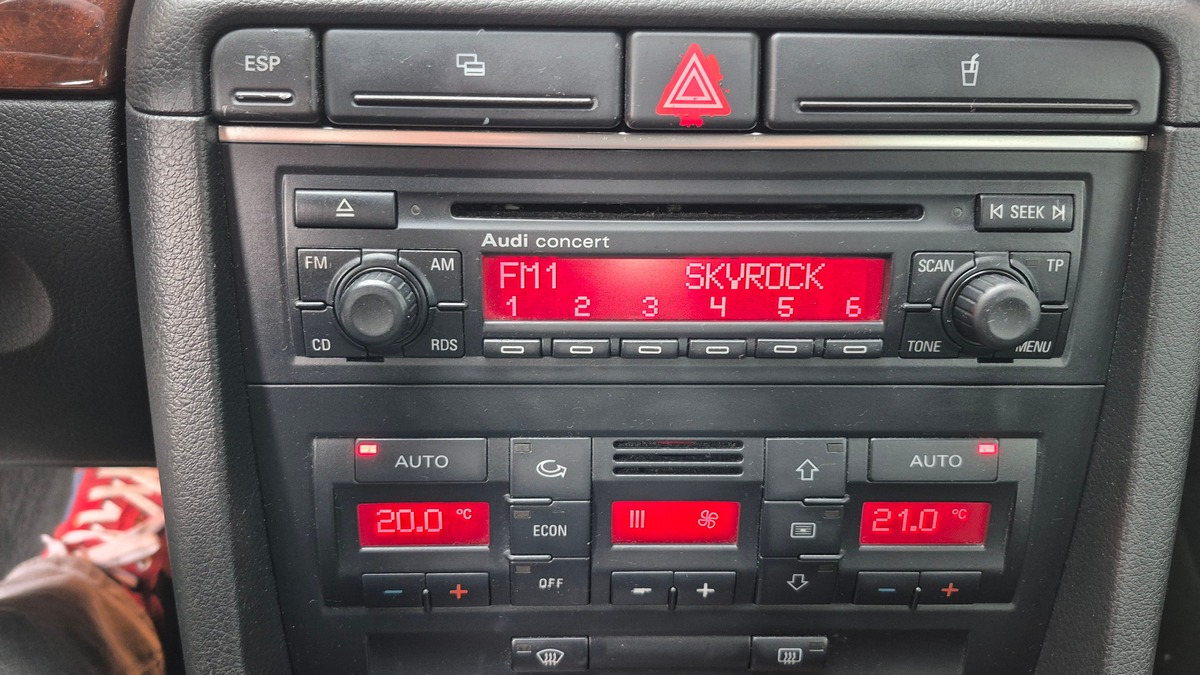 ESP
Audi concert
SEEK
FM AM
FM1 SKYROCK
1 2 3 4 5 6
SCAN TP
CD RDS
TONE MENU
AUTO
AUTO
20.0 °C
ECON
21.0 °C
OFF